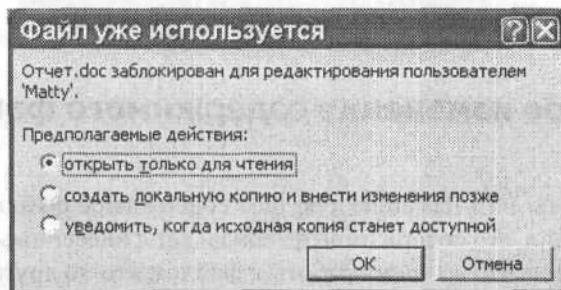 Файл уже используется
Отчет.doc заблокирован для редактирования пользователем
'Matty'.
Предполагаемые действия:
открыть только для чтения
создать локальную копию и внести изменения позже
уведомить, когда исходная копия станет доступной
ОК
Отмена